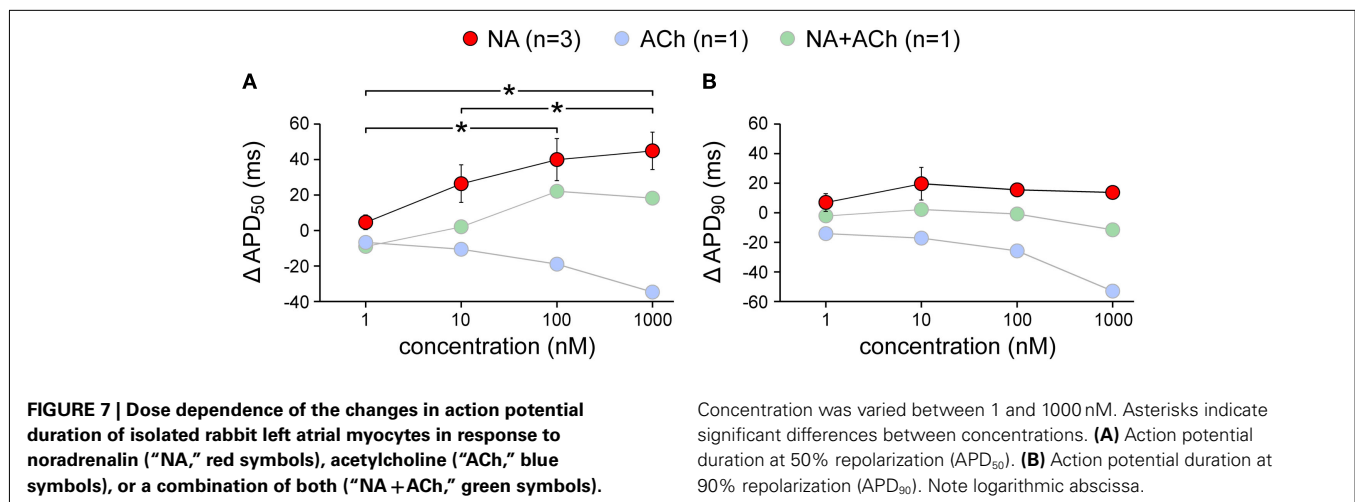 NA (n=3) ACh (n=1) NA+ACh (n=1)
A
* 
*
*
60
40
20
0
-20
-40
Δ APD₅₀ (ms)
1 10 100 1000
concentration (nM)
B
60
40
20
0
-20
-40
-60
Δ APD₉₀ (ms)
1 10 100 1000
concentration (nM)
FIGURE 7 | Dose dependence of the changes in action potential
duration of isolated rabbit left atrial myocytes in response to
noradrenalin (“NA,” red symbols), acetylcholine (“ACh,” blue
symbols), or a combination of both (“NA + ACh,” green symbols).
Concentration was varied between 1 and 1000 nM. Asterisks indicate
significant differences between concentrations. (A) Action potential
duration at 50% repolarization (APD₅₀). (B) Action potential duration at
90% repolarization (APD₉₀). Note logarithmic abscissa.